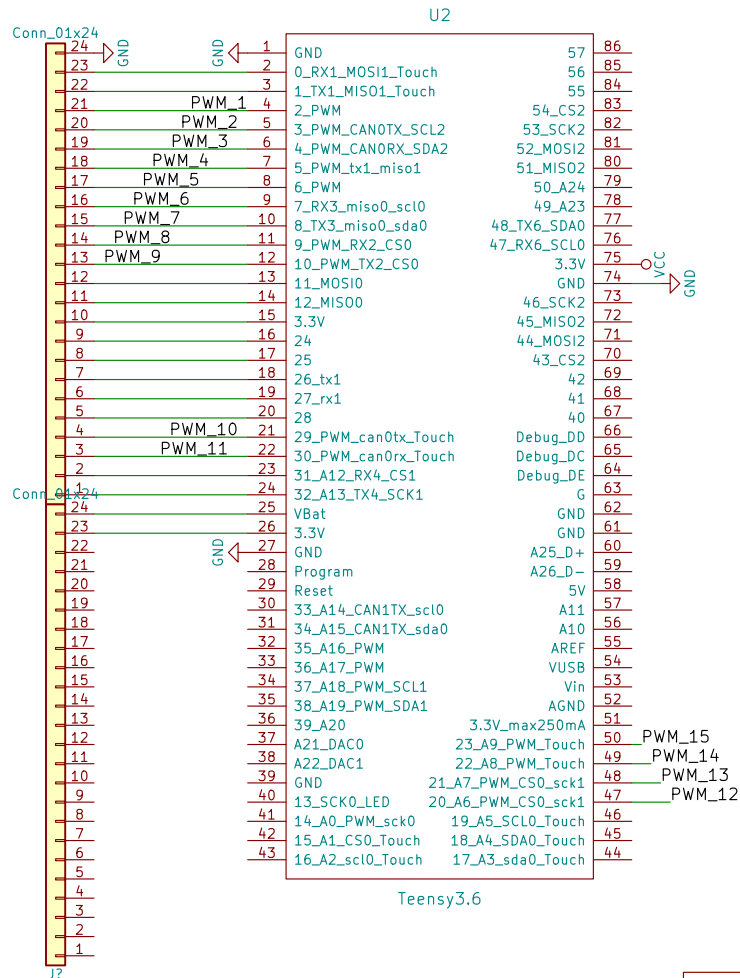 U2
Conn_01x24
24 GND GND 1 GND 57 86
23 2 0_RX1_MOSI1_Touch 56 85
22 3 1_TX1_MISO1_Touch 55 84
21 PWM_1 4 2_PWM 54_CS2 83
20 PWM_2 5 3_PWM_CAN0TX_SCL2 53_SCK2 82
19 PWM_3 6 4_PWM_CAN0RX_SDA2 52_MOSI2 81
18 PWM_4 7 5_PWM_tx1_miso1 51_MISO2 80
17 PWM_5 8 6_PWM 50_A24 79
16 PWM_6 9 7_RX3_miso0_scl0 49_A23 78
15 PWM_7 10 8_TX3_miso0_sda0 48_TX6_SDA0 77
14 PWM_8 11 9_PWM_RX2_CS0 47_RX6_SCL0 76
13 PWM_9 12 10_PWM_TX2_CS0 3.3V 75 VCC
12 13 11_MOSI0 GND 74 GND
11 14 12_MISO0 46_SCK2 73
10 15 3.3V 45_MISO2 72
9 16 24 44_MOSI2 71
8 17 25 43_CS2 70
7 18 26_tx1 42 69
6 19 27_rx1 41 68
5 20 28 40 67
4 PWM_10 21 29_PWM_can0tx_Touch Debug_DD 66
3 PWM_11 22 30_PWM_can0rx_Touch Debug_DC 65
2 23 31_A12_RX4_CS1 Debug_DE 64
1 24 32_A13_TX4_SCK1 G 63
Conn_01x24
24 25 VBat GND 62
23 26 3.3V GND 61
22 GND 27 GND A25_D+ 60
21 28 Program A26_D- 59
20 29 Reset 5V 58
19 30 33_A14_CAN1TX_scl0 A11 57
18 31 34_A15_CAN1TX_sda0 A10 56
17 32 35_A16_PWM AREF 55
16 33 36_A17_PWM VUSB 54
15 34 37_A18_PWM_SCL1 Vin 53
14 35 38_A19_PWM_SDA1 AGND 52
13 36 39_A20 3.3V_max250mA 51
12 37 A21_DAC0 23_A9_PWM_Touch 50 PWM_15
11 38 A22_DAC1 22_A8_PWM_Touch 49 PWM_14
10 39 GND 21_A7_PWM_CS0_sck1 48 PWM_13
9 40 13_SCK0_LED 20_A6_PWM_CS0_sck1 47 PWM_12
8 41 14_A0_PWM_sck0 19_A5_SCL0_Touch 46
7 42 15_A1_CS0_Touch 18_A4_SDA0_Touch 45
6 43 16_A2_scl0_Touch 17_A3_sda0_Touch 44
5
4
3
2
1
Teensy3.6
J?